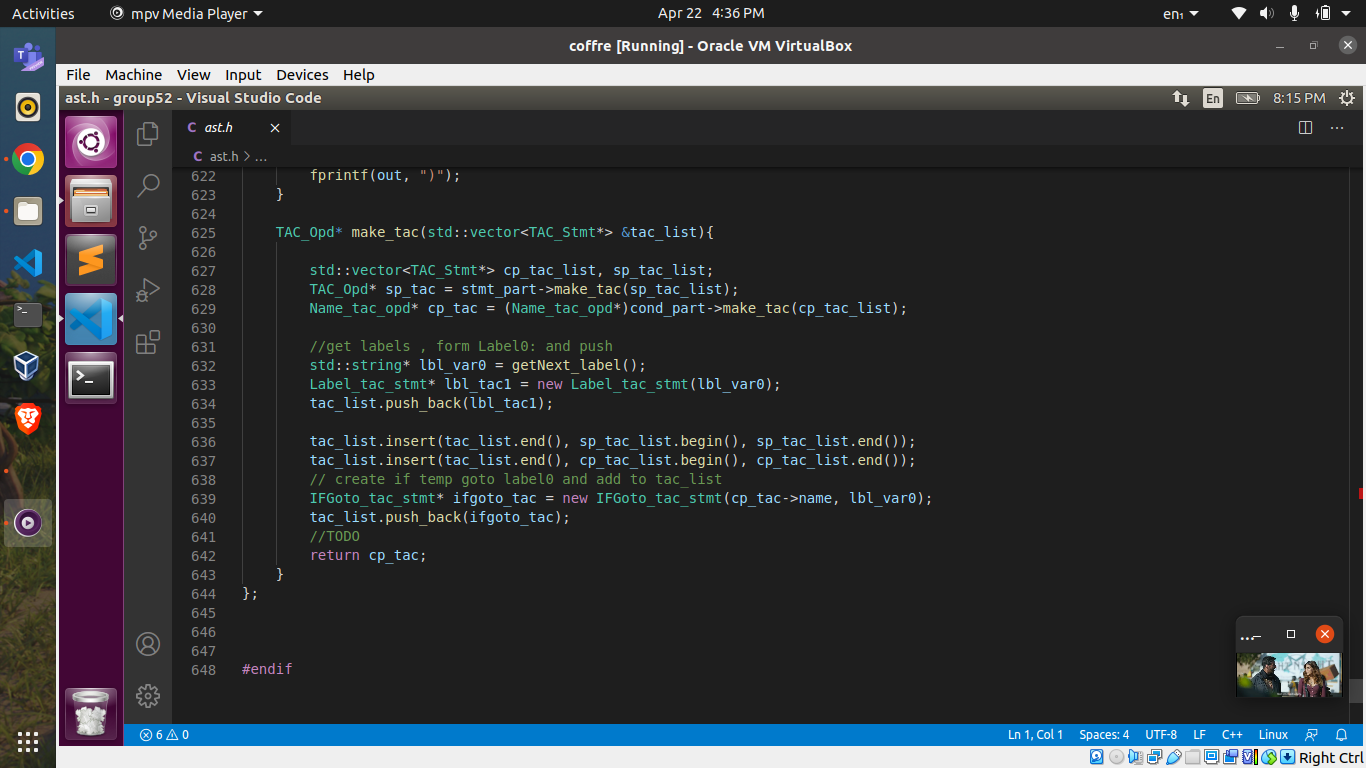 Activities mpv Media Player Apr 22 4:36 PM en₁
coffre [Running] - Oracle VM VirtualBox
File Machine View Input Devices Help
ast.h - group52 - Visual Studio Code En 8:15 PM
C ast.h
C ast.h > ...
622 fprintf(out, ")");
623 }
624
625 TAC_Opd* make_tac(std::vector<TAC_Stmt*> &tac_list){
626
627 std::vector<TAC_Stmt*> cp_tac_list, sp_tac_list;
628 TAC_Opd* sp_tac = stmt_part->make_tac(sp_tac_list);
629 Name_tac_opd* cp_tac = (Name_tac_opd*)cond_part->make_tac(cp_tac_list);
630
631 //get labels , form Label0: and push
632 std::string* lbl_var0 = getNext_label();
633 Label_tac_stmt* lbl_tac1 = new Label_tac_stmt(lbl_var0);
634 tac_list.push_back(lbl_tac1);
635
636 tac_list.insert(tac_list.end(), sp_tac_list.begin(), sp_tac_list.end());
637 tac_list.insert(tac_list.end(), cp_tac_list.begin(), cp_tac_list.end());
638 // create if temp goto label0 and add to tac_list
639 IFGoto_tac_stmt* ifgoto_tac = new IFGoto_tac_stmt(cp_tac->name, lbl_var0);
640 tac_list.push_back(ifgoto_tac);
641 //TODO
642 return cp_tac;
643 }
644 };
645
646
647
648 #endif
...
6 0 Ln 1, Col 1 Spaces: 4 UTF-8 LF C++ Linux
Right Ctrl